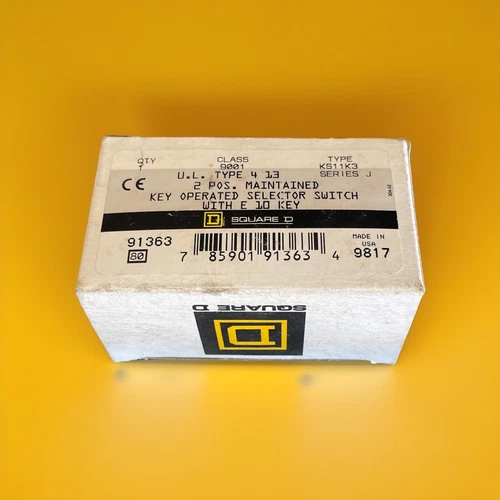 QTY CLASS TYPE
1 9001 KS11K3
U.L. TYPE 4 13 SERIES J
CE 2 POS. MAINTAINED
KEY OPERATED SELECTOR SWITCH
WITH E 10 KEY
D SQUARE D
91363 MADE IN USA
80 7 85901 91363 4 9817
SQUARE D
D